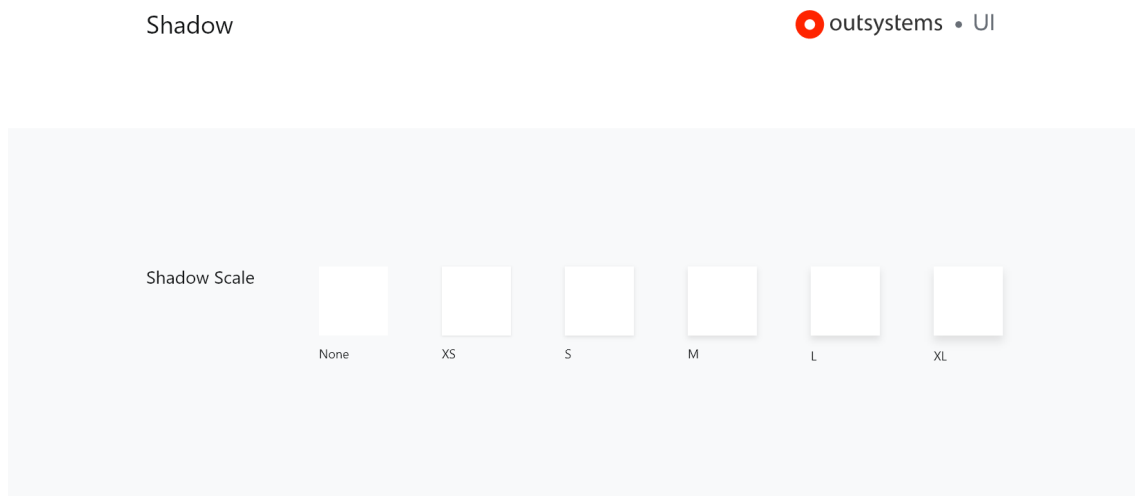 Shadow
outsystems • UI
Shadow Scale
None
XS
S
M
L
XL